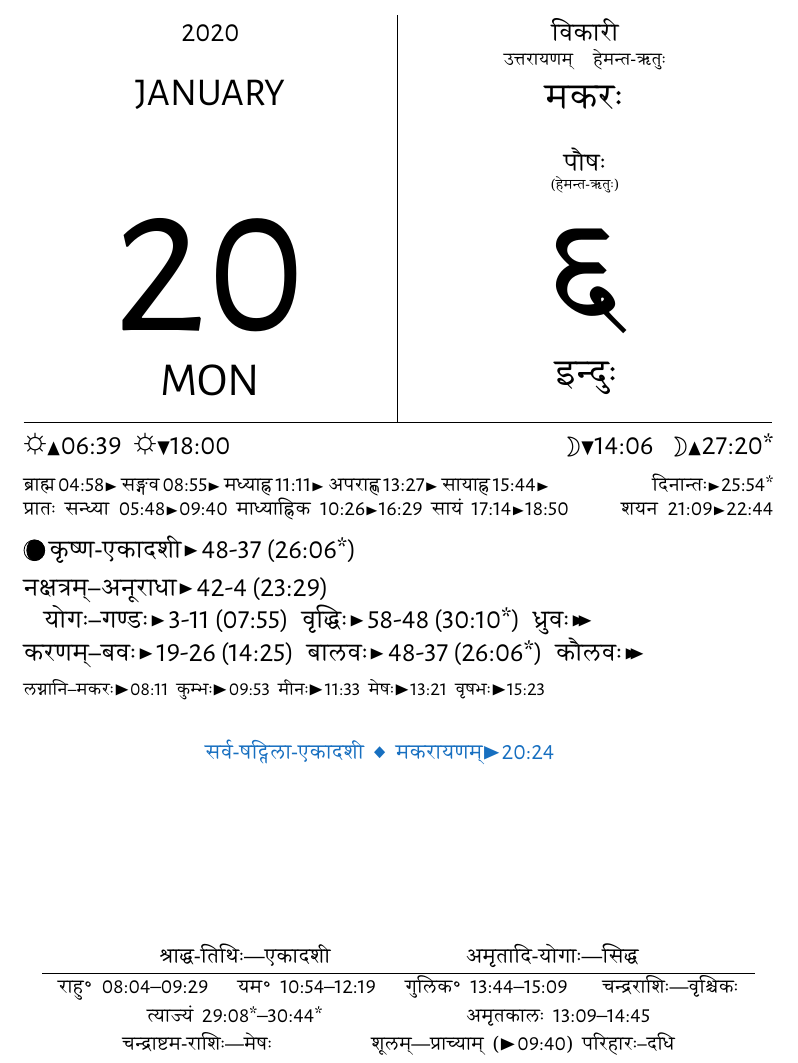 2020
JANUARY
20
MON
विकारी
उत्तरायणम् हेमन्त-ऋतुः
मकरः
पौषः
(हेमन्त-ऋतुः)
६
इन्दुः
☼▲06:39 ☼▼18:00 ☽▼14:06 ☽▲27:20*
ब्राह्म 04:58► सङ्गव 08:55► मध्याह्न 11:11► अपराह्ण 13:27► सायाह्न 15:44► दिनान्तः►25:54*
प्रातः सन्ध्या 05:48►09:40 माध्याह्निक 10:26►16:29 सायं 17:14►18:50 शयन 21:09►22:44
कृष्ण-एकादशी►48-37 (26:06*)
नक्षत्रम्–अनूराधा►42-4 (23:29)
योगः–गण्डः►3-11 (07:55) वृद्धिः►58-48 (30:10*) ध्रुवः►►
करणम्–बवः►19-26 (14:25) बालवः►48-37 (26:06*) कौलवः►►
लग्नानि–मकरः►08:11 कुम्भः►09:53 मीनः►11:33 मेषः►13:21 वृषभः►15:23
सर्व-षट्तिला-एकादशी ◆ मकरायणम्►20:24
श्राद्ध-तिथिः—एकादशी अमृतादि-योगाः—सिद्ध
राहु° 08:04–09:29 यम° 10:54–12:19 गुलिक° 13:44–15:09 चन्द्रराशिः—वृश्चिकः
त्याज्यं 29:08*–30:44* अमृतकालः 13:09–14:45
चन्द्राष्टम-राशिः—मेषः शूलम्—प्राच्याम् (►09:40) परिहारः–दधि